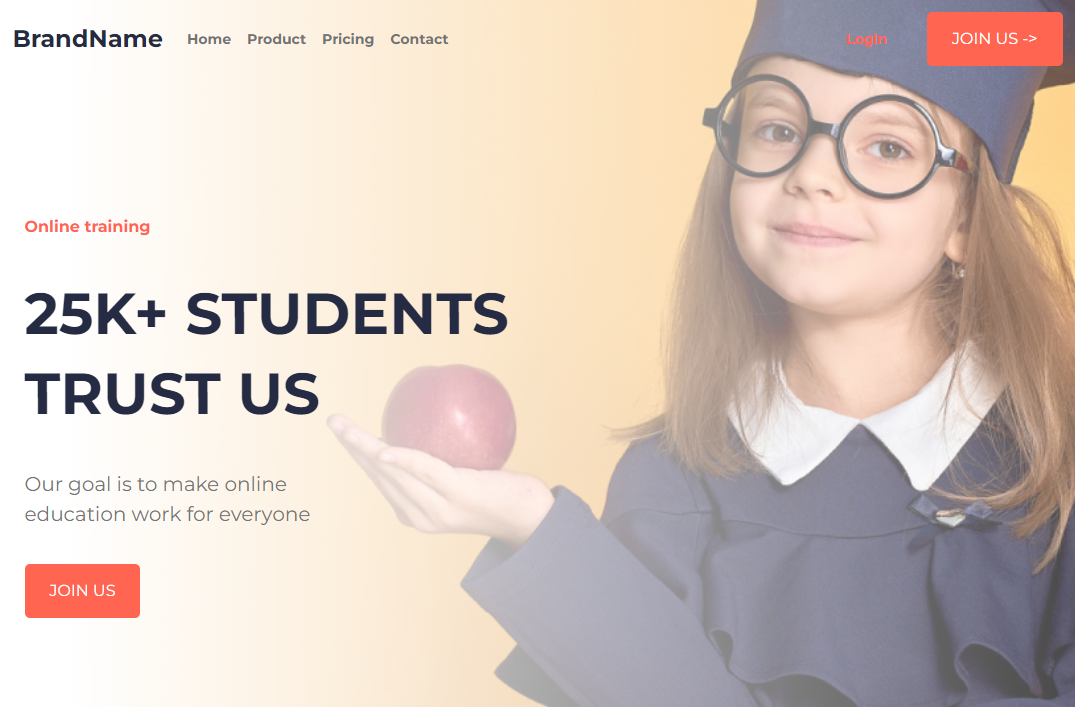 BrandName
Home Product Pricing Contact
Login
JOIN US ->
Online training
25K+ STUDENTS
TRUST US
Our goal is to make online
education work for everyone
JOIN US